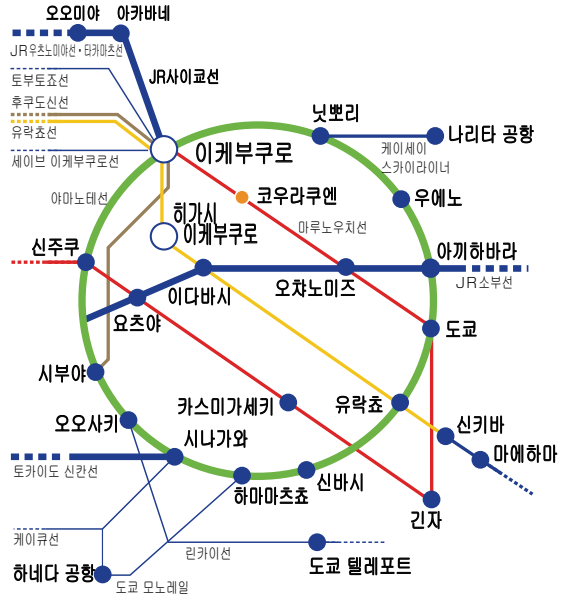 오오미야
아카바네
JR우츠노미야선・타카마츠선
JR사이쿄선
토부토죠선
후쿠도신선
유락쵸선
세이브 이케부쿠로선
이케부쿠로
닛뽀리
나리타 공항
케이세이
스카이라이너
야마노테선
코우라쿠엔
우에노
히가시
이케부쿠로
마루노우치선
신주쿠
아끼하바라
이다바시
오챠노미즈
JR소부선
요츠야
도쿄
시부야
카스미가세키
유락쵸
오오사키
시나가와
신키바
마에하마
토카이도 신칸선
신바시
하마마츠쵸
긴자
케이큐선
린카이선
하네다 공항
도쿄 텔레포트
도쿄 모노레일